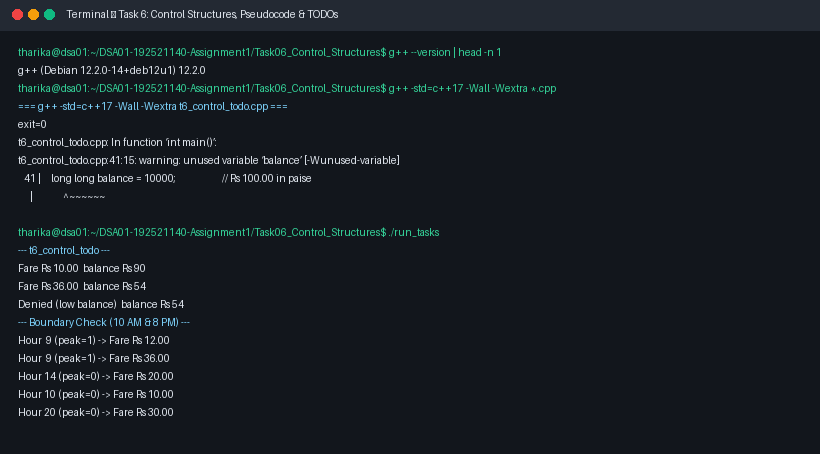 Terminal ▯ Task 6: Control Structures, Pseudocode & TODOs
tharika@dsa01:~/DSA01-192521140-Assignment1/Task06_Control_Structures$ g++ --version | head -n 1
g++ (Debian 12.2.0-14+deb12u1) 12.2.0
tharika@dsa01:~/DSA01-192521140-Assignment1/Task06_Control_Structures$ g++ -std=c++17 -Wall -Wextra *.cpp
=== g++ -std=c++17 -Wall -Wextra t6_control_todo.cpp ===
exit=0
t6_control_todo.cpp: In function ‘int main()’:
t6_control_todo.cpp:41:15: warning: unused variable ‘balance’ [-Wunused-variable]
41 | long long balance = 10000; // Rs 100.00 in paise
| ^~~~~~~
tharika@dsa01:~/DSA01-192521140-Assignment1/Task06_Control_Structures$ ./run_tasks
--- t6_control_todo ---
Fare Rs 10.00 balance Rs 90
Fare Rs 36.00 balance Rs 54
Denied (low balance) balance Rs 54
--- Boundary Check (10 AM & 8 PM) ---
Hour 9 (peak=1) -> Fare Rs 12.00
Hour 9 (peak=1) -> Fare Rs 36.00
Hour 14 (peak=0) -> Fare Rs 20.00
Hour 10 (peak=0) -> Fare Rs 10.00
Hour 20 (peak=0) -> Fare Rs 30.00